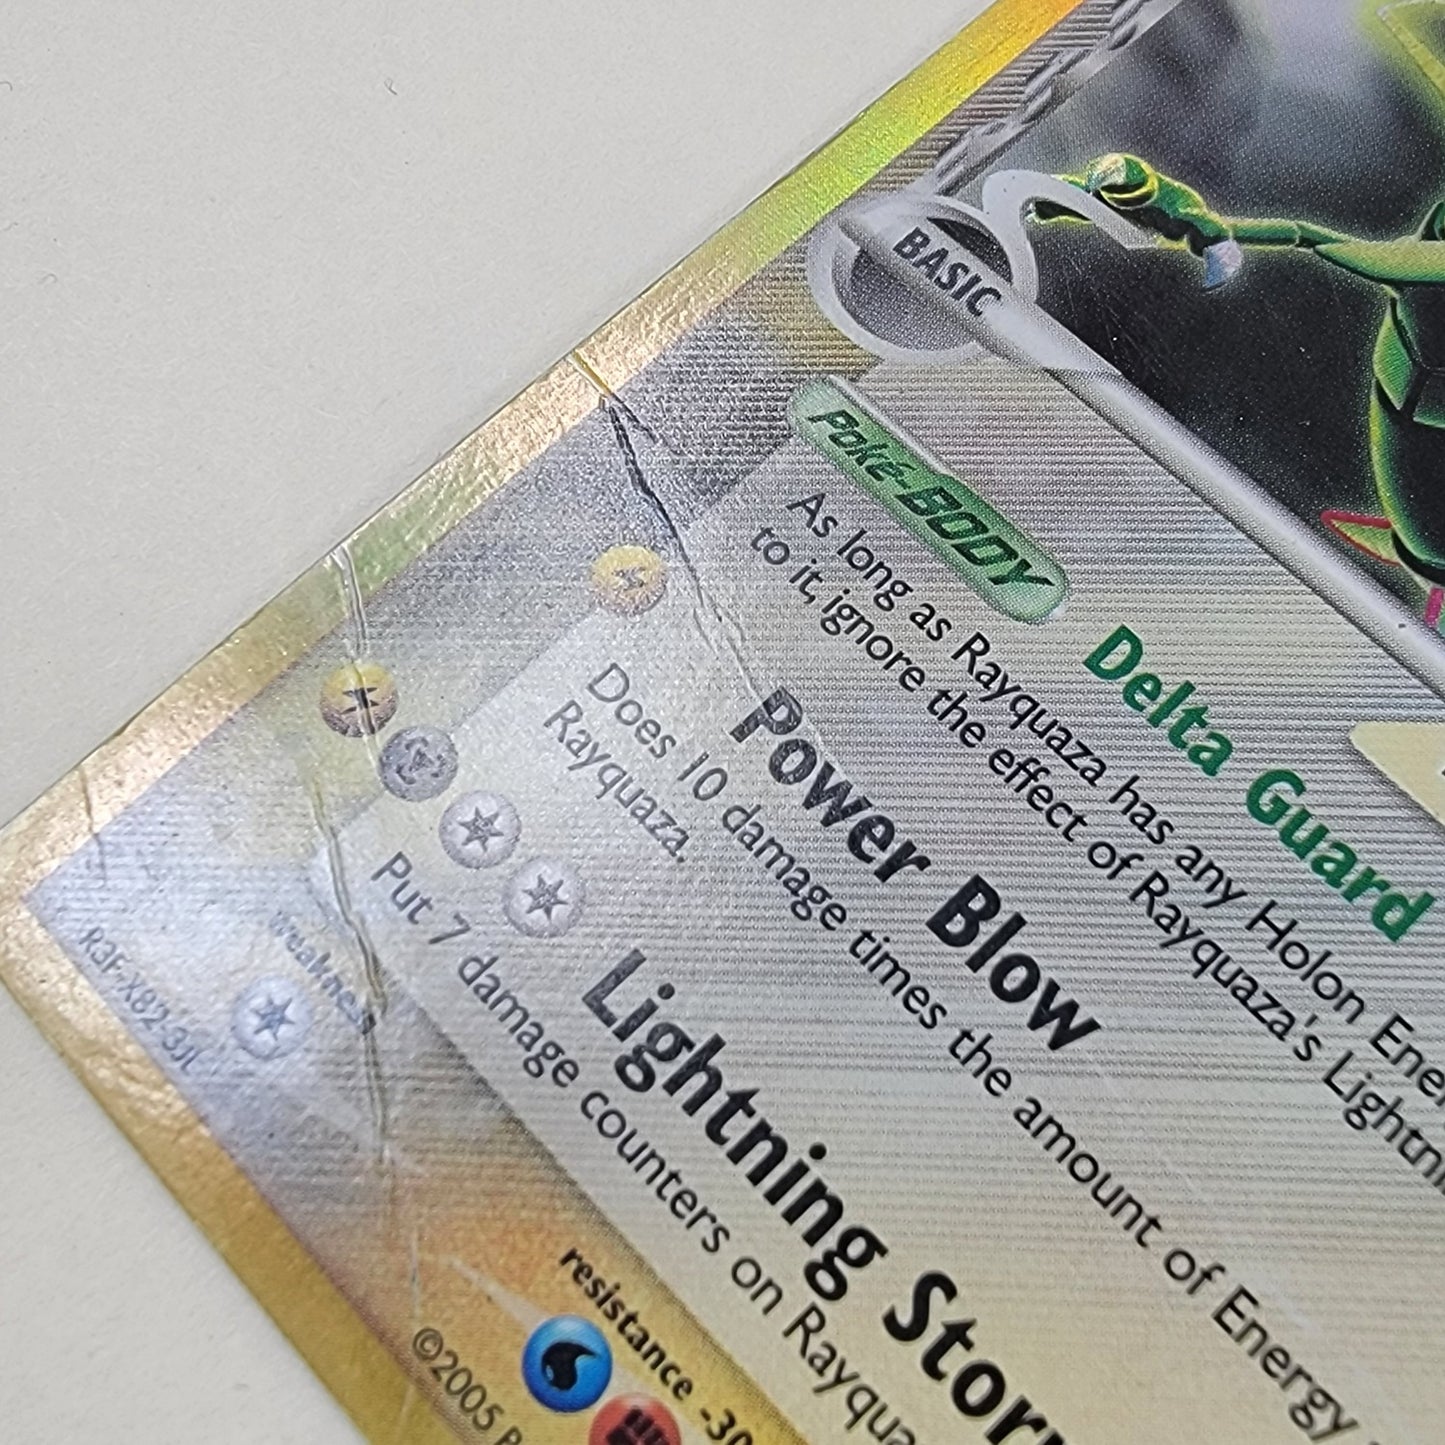 BASIC
Poké-BODY
Delta Guard
As long as Rayquaza has any Holon Ene
to it, ignore the effect of Rayquaza's Lightni
Power Blow
Does 10 damage times the amount of Energy
Rayquaza.
Lightning Stor
Put 7 damage counters on Rayqua
weakness
resistance -30
R3F-X82-3JL
©2005 P